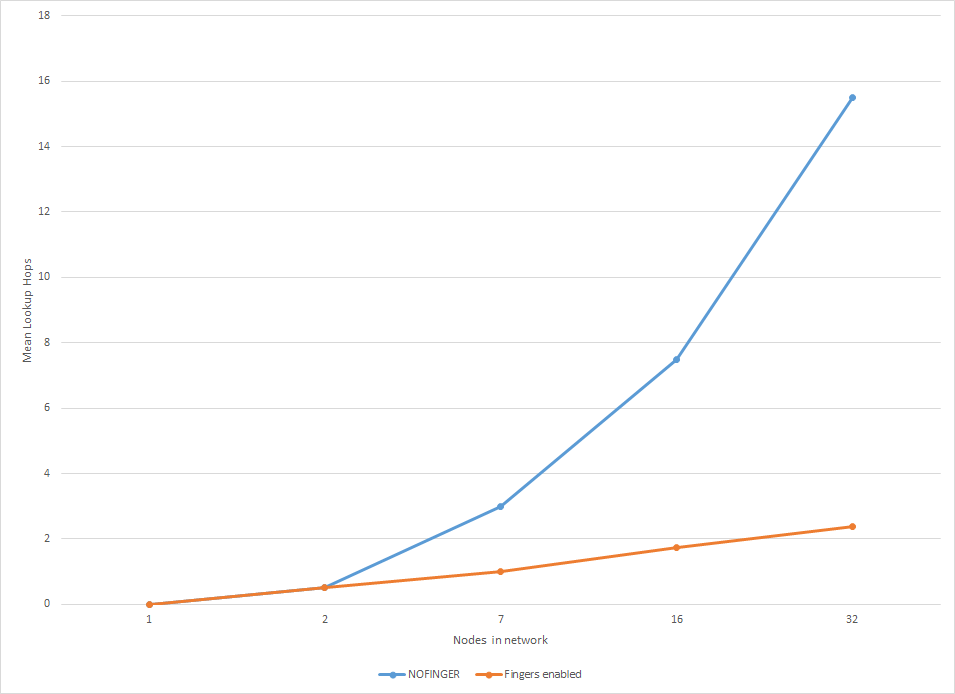 18
16
14
12
10
8
6
4
2
0
Mean Lookup Hops
1 2 7 16 32
Nodes in network
NOFINGER Fingers enabled